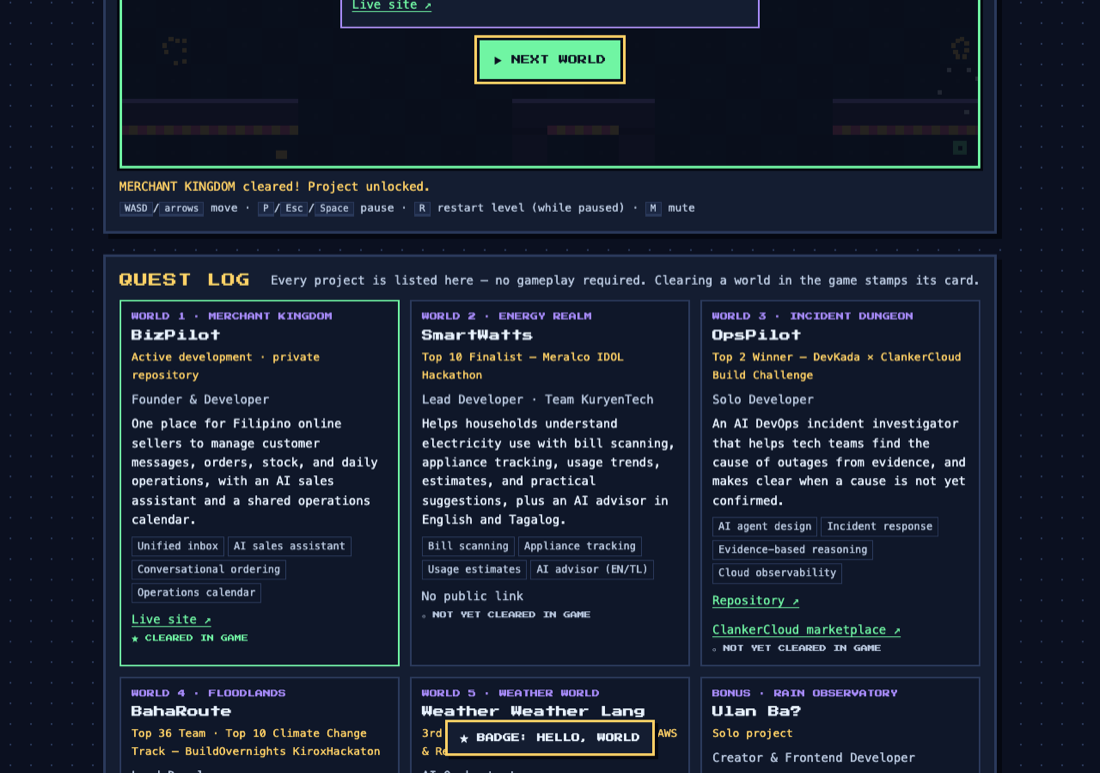 Live site ↗
▶ NEXT WORLD
MERCHANT KINGDOM cleared! Project unlocked.
WASD/arrows move · P/Esc/Space pause · R restart level (while paused) · M mute
QUEST LOG Every project is listed here — no gameplay required. Clearing a world in the game stamps its card.
WORLD 1 · MERCHANT KINGDOM
BizPilot
Active development · private
repository
Founder & Developer
One place for Filipino online
sellers to manage customer
messages, orders, stock, and daily
operations, with an AI sales
assistant and a shared operations
calendar.
Unified inbox AI sales assistant
Conversational ordering
Operations calendar
Live site ↗
★ CLEARED IN GAME
WORLD 2 · ENERGY REALM
SmartWatts
Top 10 Finalist — Meralco IDOL
Hackathon
Lead Developer · Team KuryenTech
Helps households understand
electricity use with bill scanning,
appliance tracking, usage trends,
estimates, and practical
suggestions, plus an AI advisor in
English and Tagalog.
Bill scanning Appliance tracking
Usage estimates AI advisor (EN/TL)
No public link
NOT YET CLEARED IN GAME
WORLD 3 · INCIDENT DUNGEON
OpsPilot
Top 2 Winner — DevKada × ClankerCloud
Build Challenge
Solo Developer
An AI DevOps incident investigator
that helps tech teams find the
cause of outages from evidence, and
makes clear when a cause is not yet
confirmed.
AI agent design Incident response
Evidence-based reasoning
Cloud observability
Repository ↗
ClankerCloud marketplace ↗
NOT YET CLEARED IN GAME
WORLD 4 · FLOODLANDS
BahaRoute
Top 36 Team · Top 10 Climate Change
Track — BuildOvernights KiroxHackaton
WORLD 5 · WEATHER WORLD
Weather Weather Lang
3rd AWS
&
★ BADGE: HELLO, WORLD
BONUS · RAIN OBSERVATORY
Ulan Ba?
Solo project
Creator & Frontend Developer